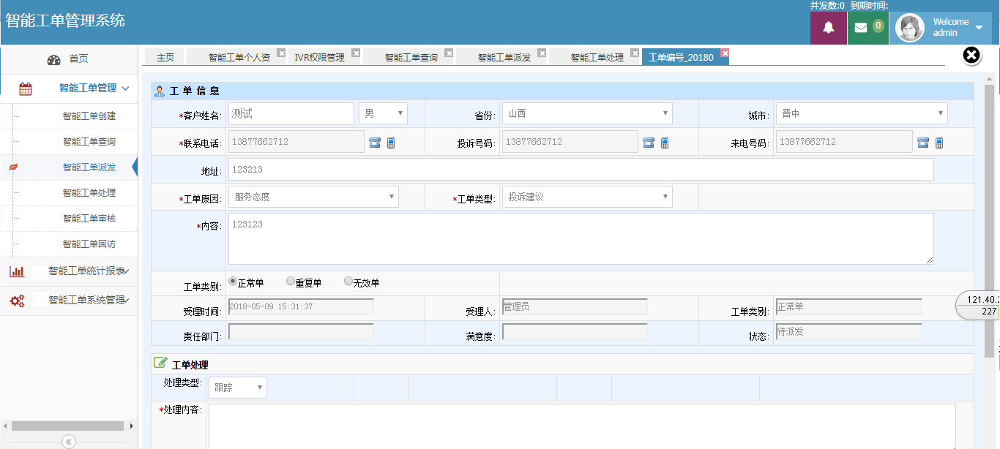 并发数:0 到期时间:
智能工单管理系统
0
Welcome
admin
首页
智能工单管理
智能工单创建
智能工单查询
智能工单派发
智能工单处理
智能工单审核
智能工单回访
智能工单统计报表
智能工单系统管理
主页 智能工单个人资 IVR权限管理 智能工单查询 智能工单派发 智能工单处理 工单编号_20180
工单信息
*客户姓名: 测试 男 省份: 山西 城市: 晋中
*联系电话: 13877662712 投诉号码: 13877662712 来电号码: 13877662712
地址: 123213
*工单原因: 服务态度 *工单类型: 投诉建议
*内容: 123123
工单类别: 正常单 重复单 无效单
受理时间: 2018-05-09 15:31:37 受理人: 管理员 工单类别: 正常单
责任部门: 满意度: 状态: 待派发
121.40.2
227
工单处理
处理类型: 跟踪
*处理内容: